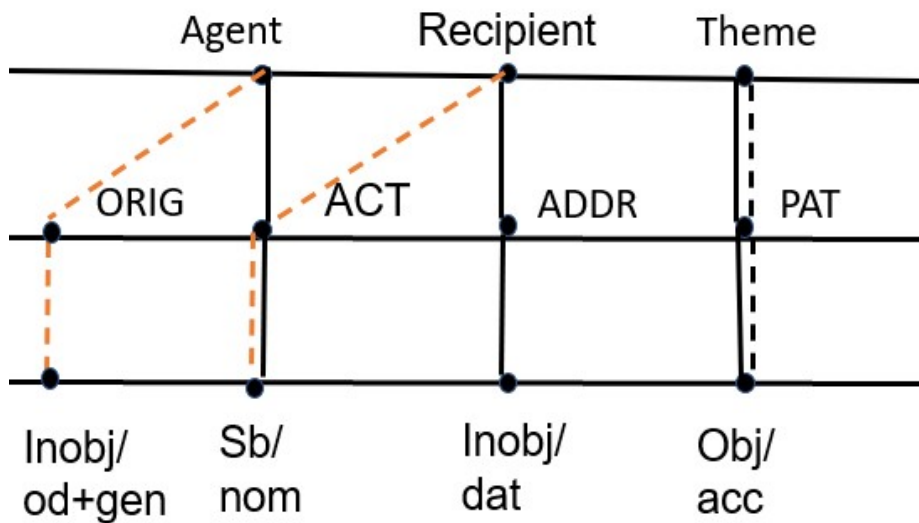 Agent Recipient Theme
ORIG ACT ADDR PAT
Inobj/ Sb/ Inobj/ Obj/
od+gen nom dat acc